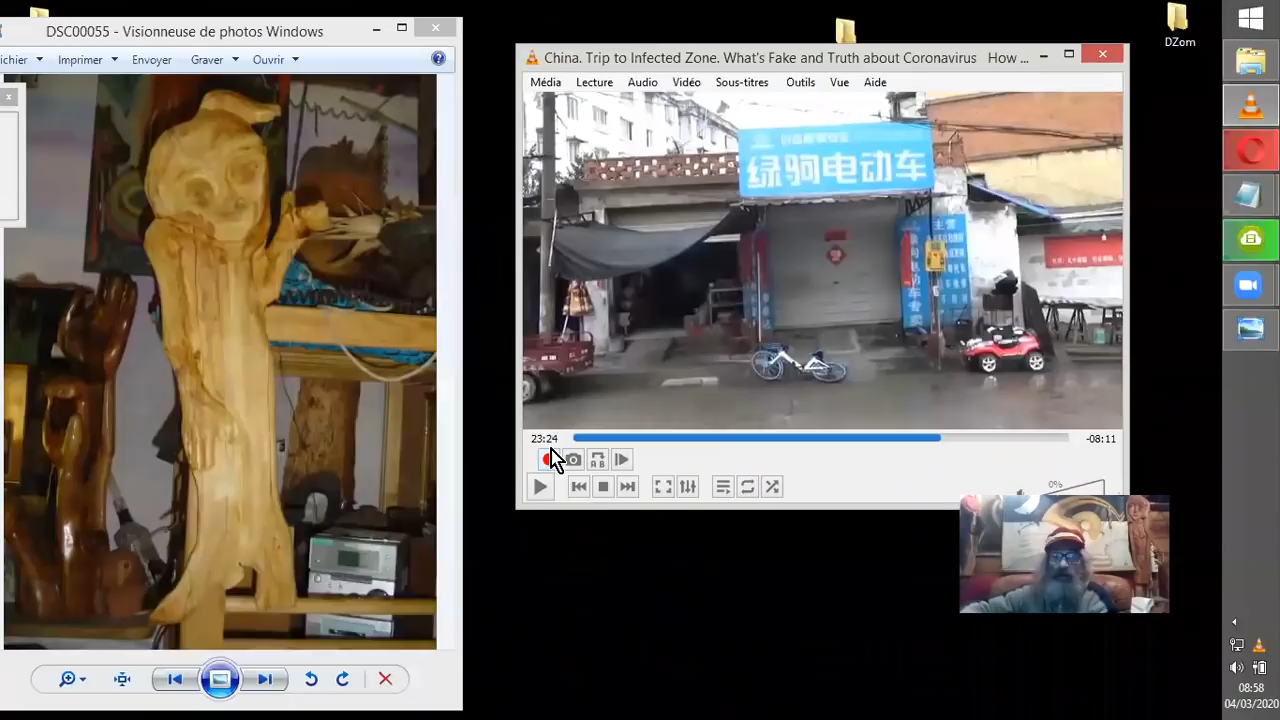 DSC00055 - Visionneuse de photos Windows
ichier Imprimer Envoyer Graver Ouvrir
China. Trip to Infected Zone. What's Fake and Truth about Coronavirus How ...
Média Lecture Audio Vidéo Sous-titres Outils Vue Aide
绿驹电动车
主营
23:24
-08:11
0%
DZom
08:58
04/03/2020